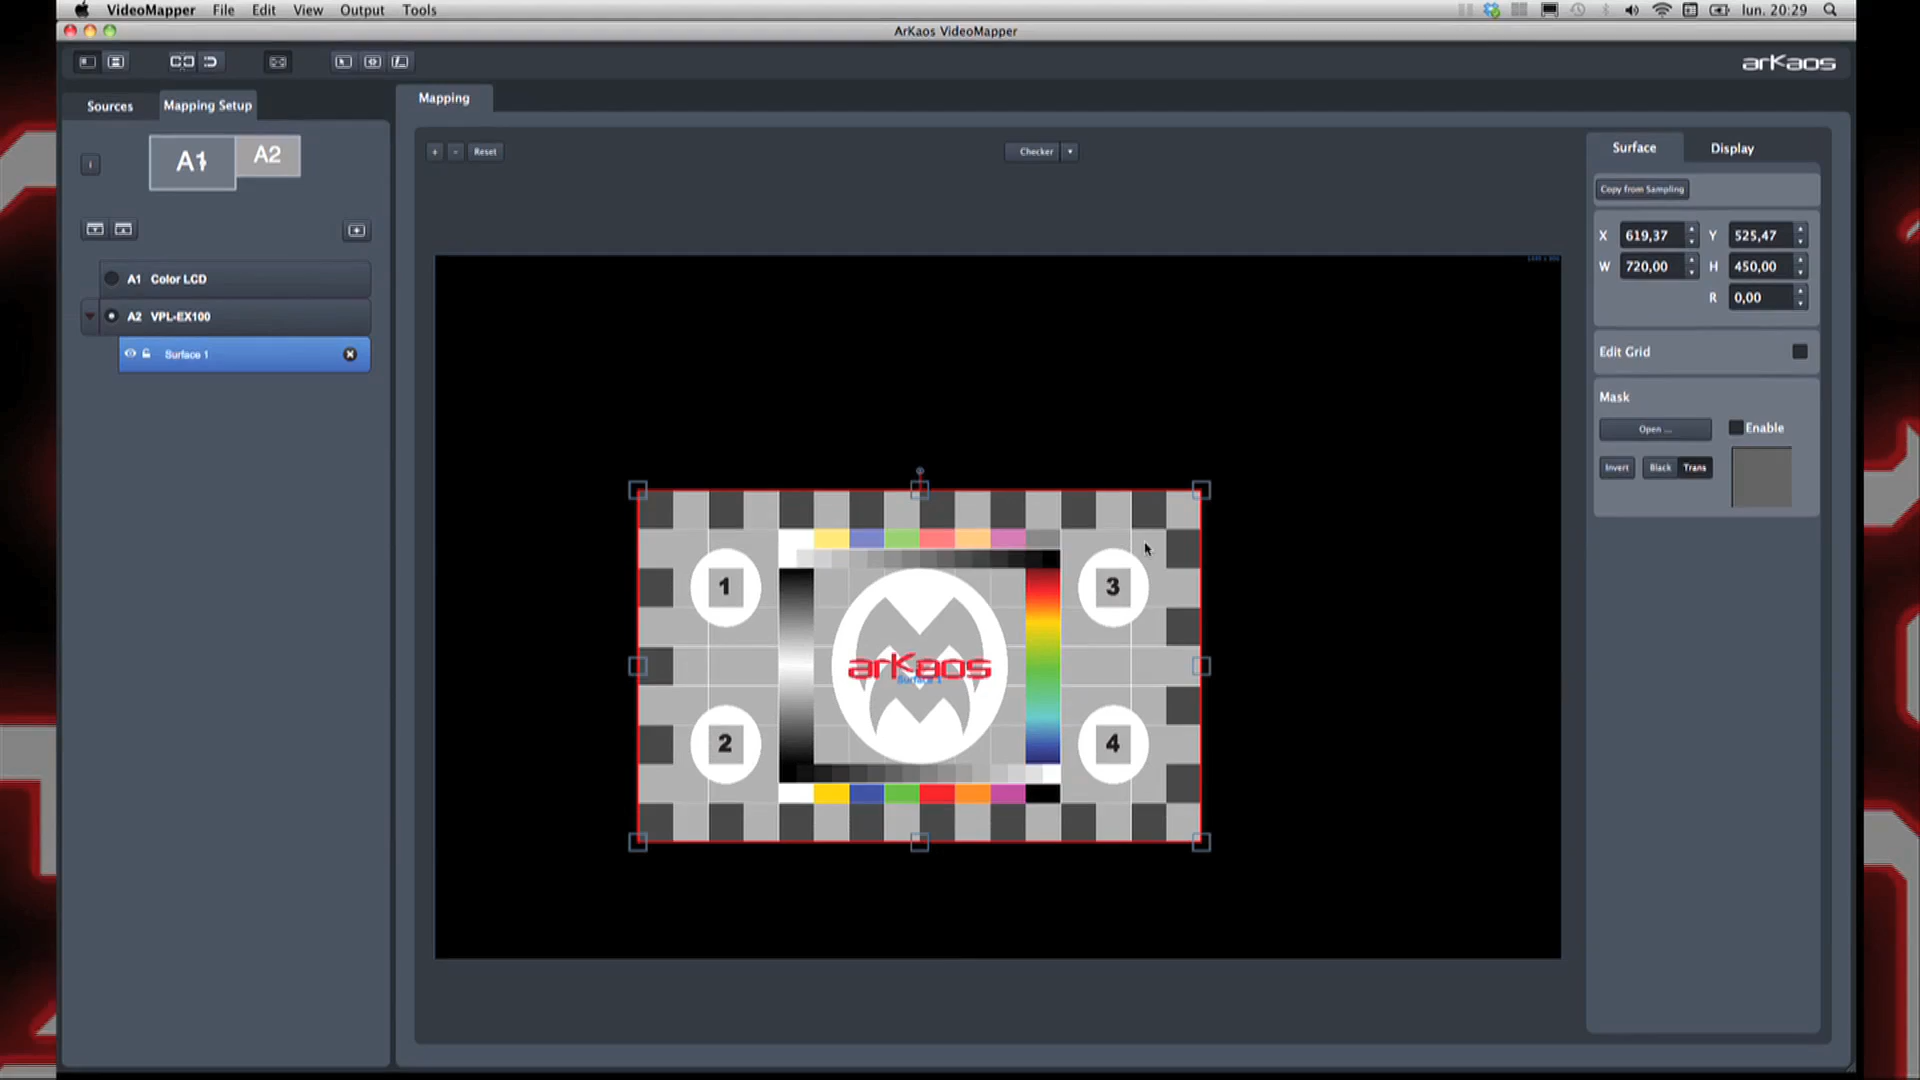 VideoMapper File Edit View Output Tools lun. 20:29
ArKaos VideoMapper
arKaos
Sources Mapping Setup
Mapping
A1 A2
+ - Reset
Checker
Surface Display
Copy from Sampling
X 619,37 Y 525,47
W 720,00 H 450,00
R 0,00
A1 Color LCD
A2 VPL-EX100
Surface 1
Edit Grid
Mask
Open ... Enable
Invert Black Trans
1 3
arKaos
Surface 1
2 4